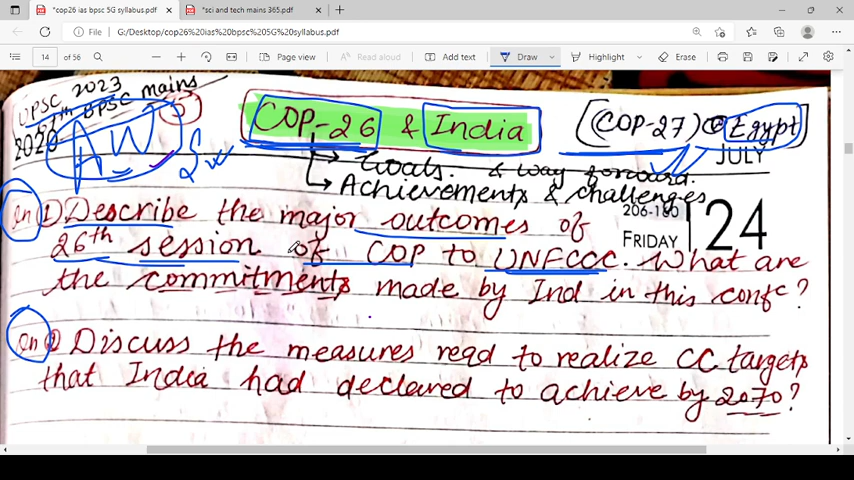 *cop26 ias bpsc 5G syllabus.pdf
*sci and tech mains 365.pdf
File | G:/Desktop/cop26%20ias%20bpsc%205G%20syllabus.pdf
14 of 56
Page view
Read aloud
Add text
Draw
Highlight
Erase
UPSC 2023
BPSC mains
5
COP-26 & India
[COP-27) @ Egypt]
2023
AW
JULY
→ Goals. & way forward.
→ Achievements & challenges
206-160
FRIDAY
24
Qn 1) Describe the major outcomes of
26th session of COP to UNFCCC. What are
the commitments made by Ind in this confc?
Qn 2) Discuss the measures reqd to realize CC targets
that India had declared to achieve by 2070?